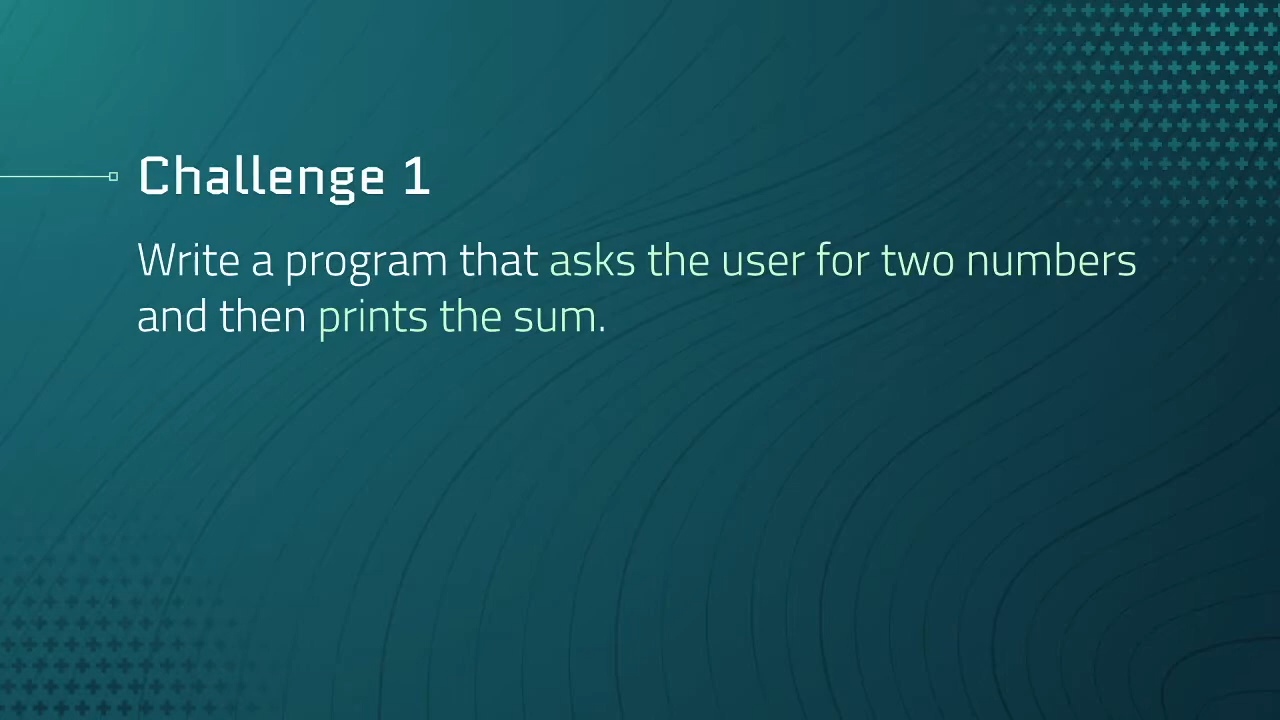 Challenge 1
Write a program that asks the user for two numbers
and then prints the sum.